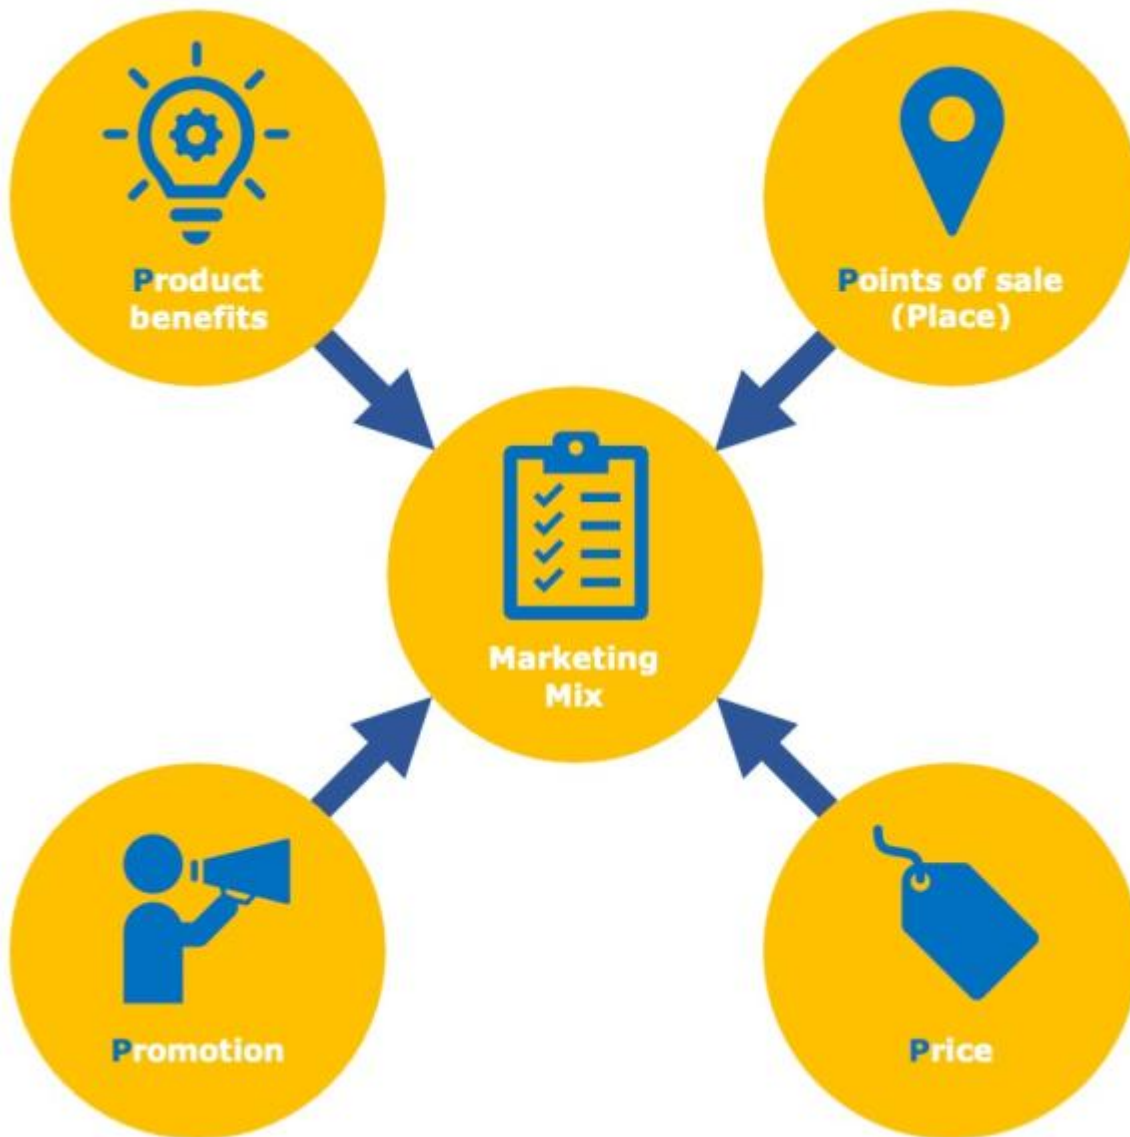 Product
benefits
Points of sale
(Place)
Marketing
Mix
Promotion
Price